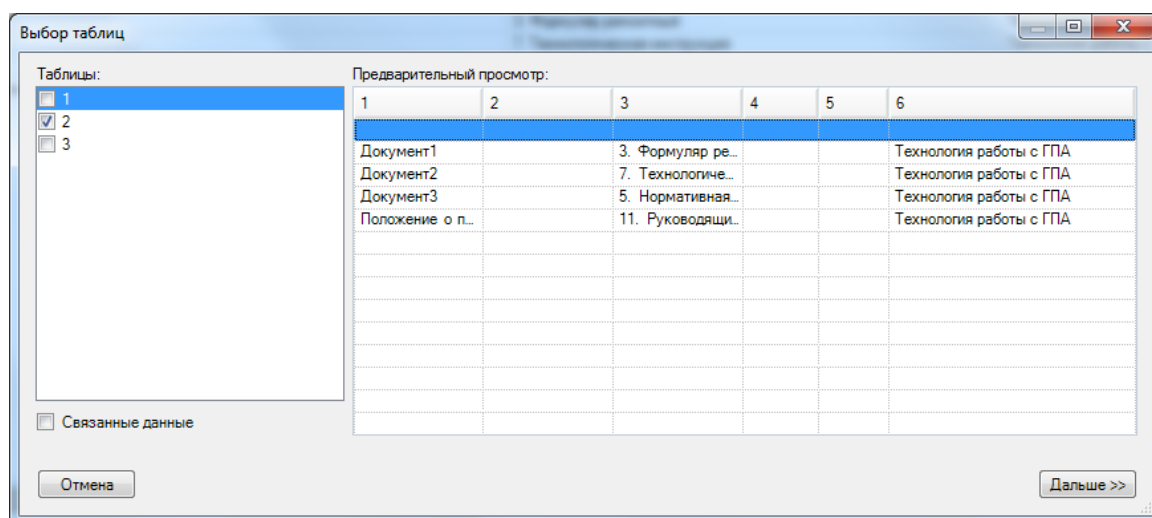 Выбор таблиц
Таблицы:
1
2
3
Связанные данные
Предварительный просмотр:
1 2 3 4 5 6
Документ1 3. Формуляр ре... Технология работы с ГПА
Документ2 7. Технологиче... Технология работы с ГПА
Документ3 5. Нормативная... Технология работы с ГПА
Положение о п... 11. Руководящи... Технология работы с ГПА
Отмена
Дальше >>